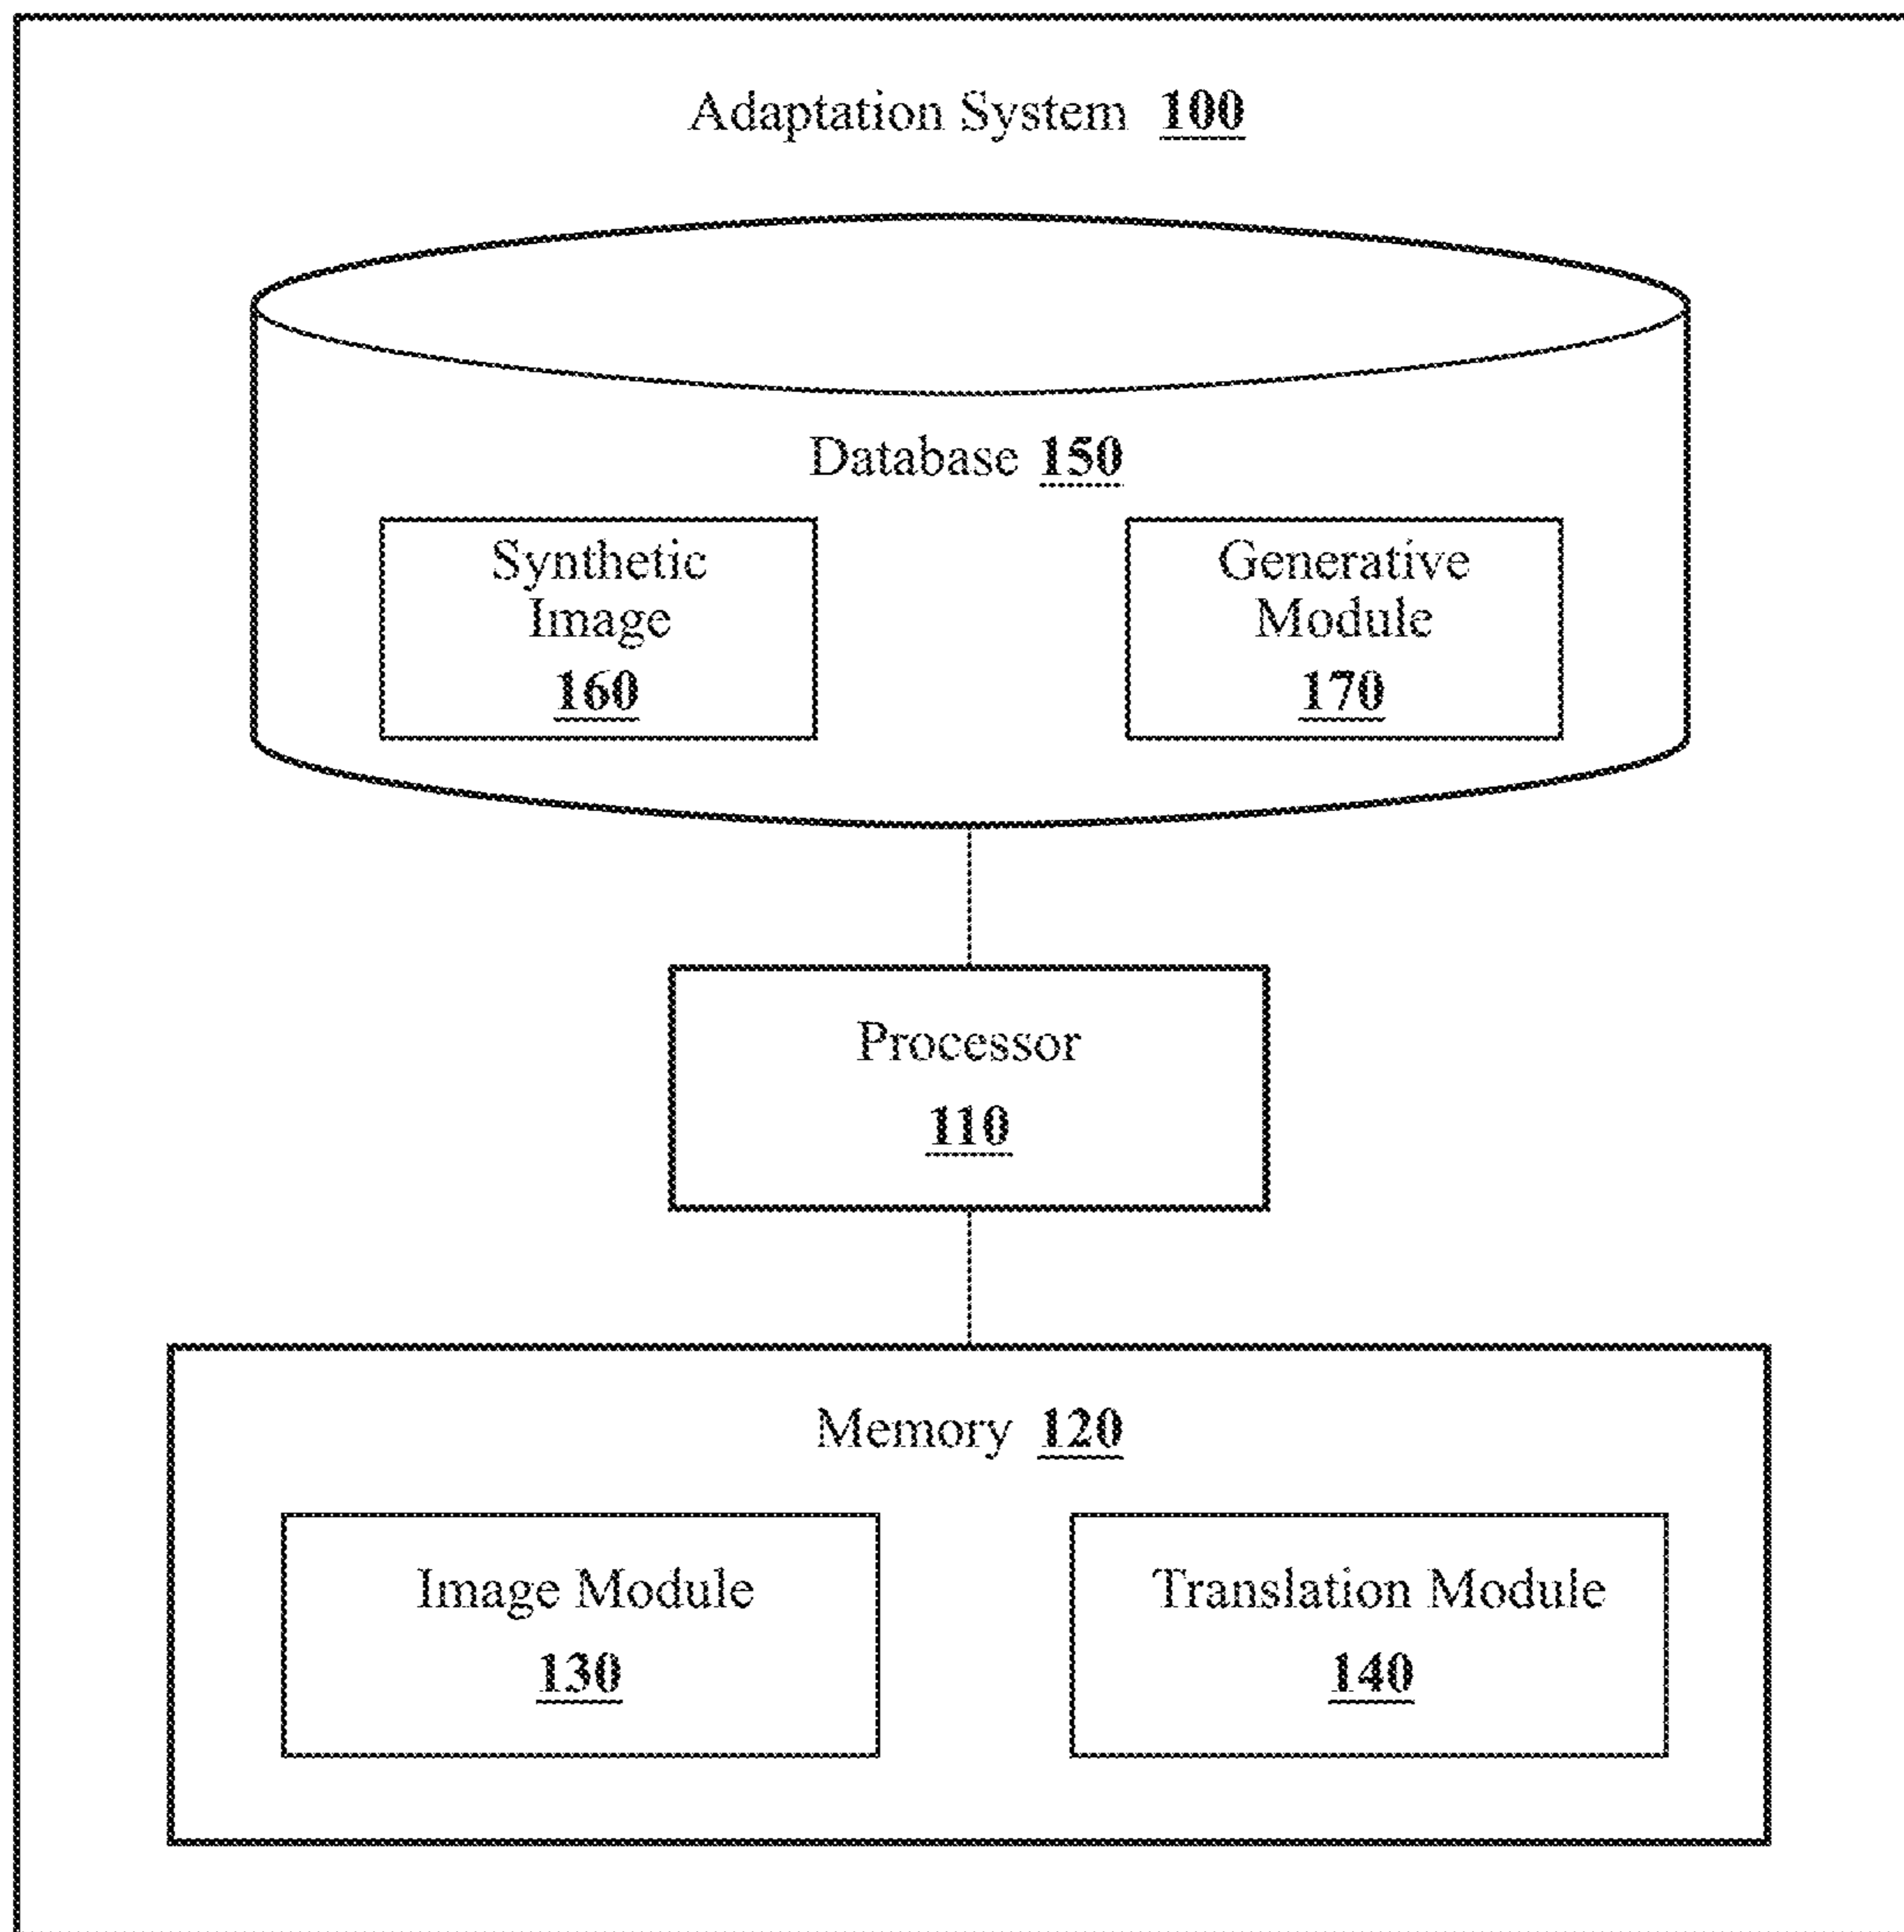 Adaptation System 100
Database 150
Synthetic
Image
160
Generative
Module
170
Processor
110
Memory 120
Image Module
130
Translation Module
140